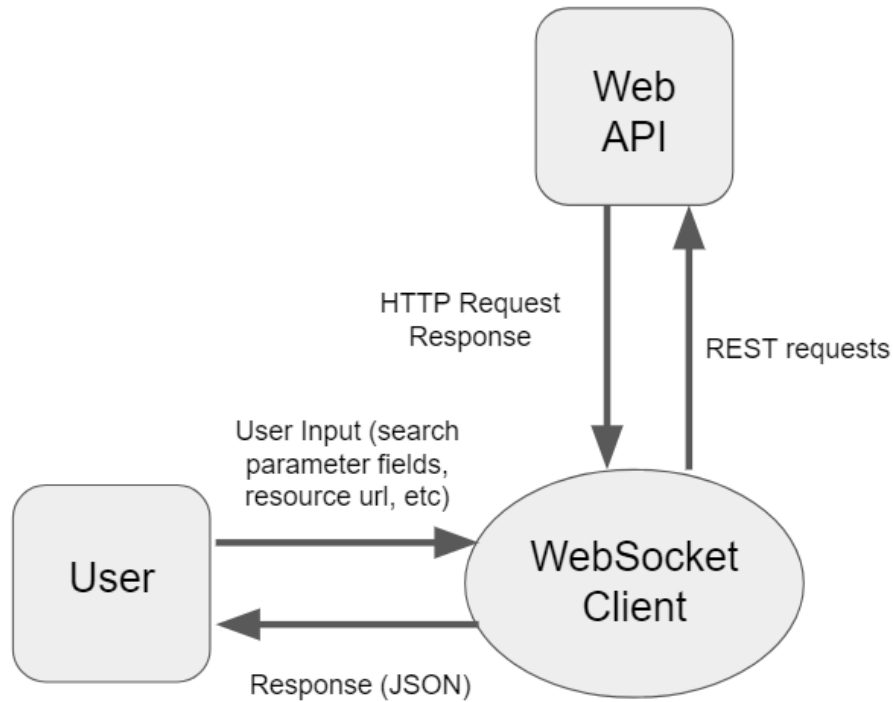 Web
API
HTTP Request
Response
REST requests
User Input (search
parameter fields,
resource url, etc)
User
WebSocket
Client
Response (JSON)